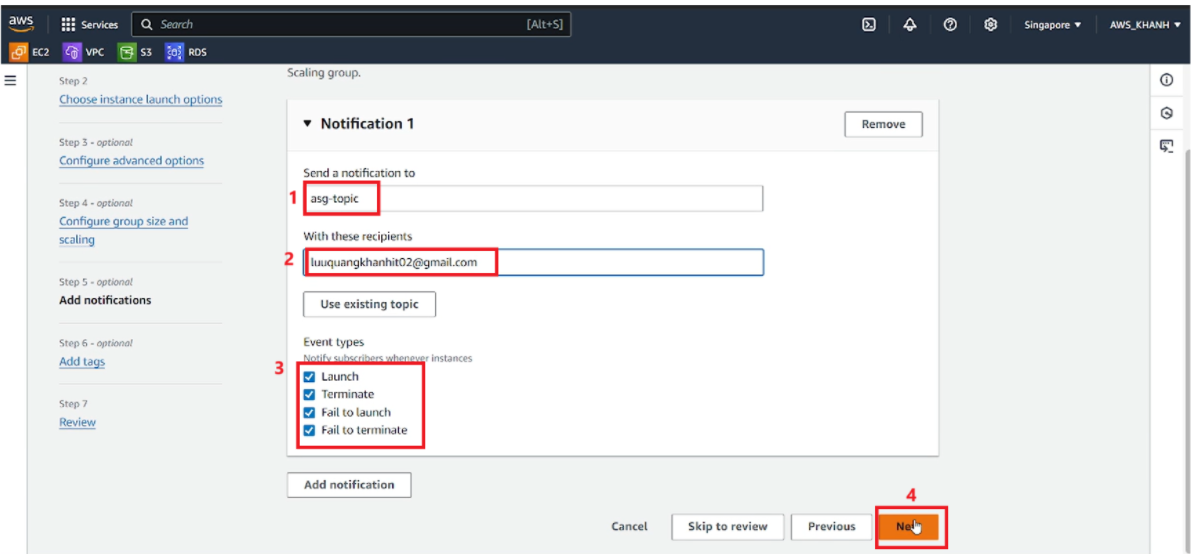 aws
Services
Search
[Alt+S]
Singapore
AWS_KHANH
EC2
VPC
S3
RDS
Step 2
Choose instance launch options
Step 3 - optional
Configure advanced options
Step 4 - optional
Configure group size and
scaling
Step 5 - optional
Add notifications
Step 6 - optional
Add tags
Step 7
Review
Scaling group.
Notification 1
Remove
Send a notification to
1
asg-topic
With these recipients
2
luuquangkhanhit02@gmail.com
Use existing topic
Event types
Notify subscribers whenever instances
3
Launch
Terminate
Fail to launch
Fail to terminate
Add notification
4
Cancel
Skip to review
Previous